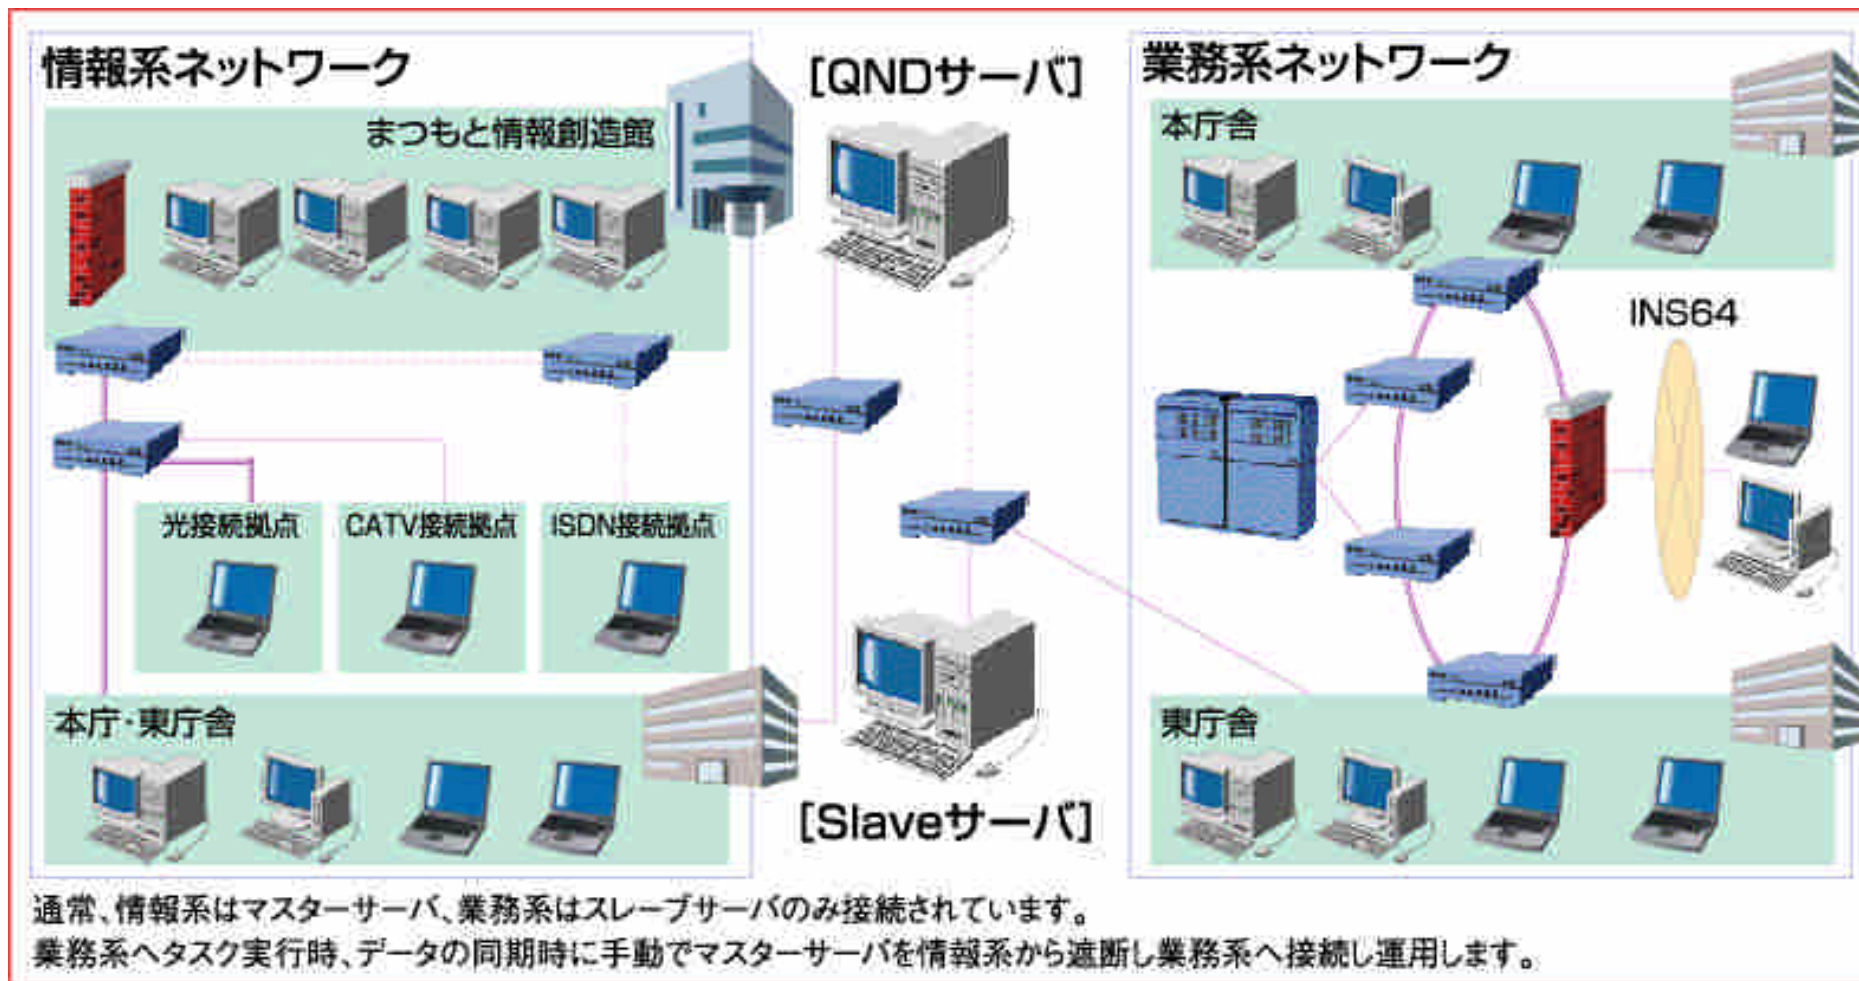 情報系ネットワーク
まつもと情報創造館
光接続拠点
CATV接続拠点
ISDN接続拠点
本庁・東庁舎
[QNDサーバ]
[Slaveサーバ]
業務系ネットワーク
本庁舎
INS64
東庁舎
通常、情報系はマスターサーバ、業務系はスレーブサーバのみ接続されています。
業務系へタスク実行時、データの同期時に手動でマスターサーバを情報系から遮断し業務系へ接続し運用します。